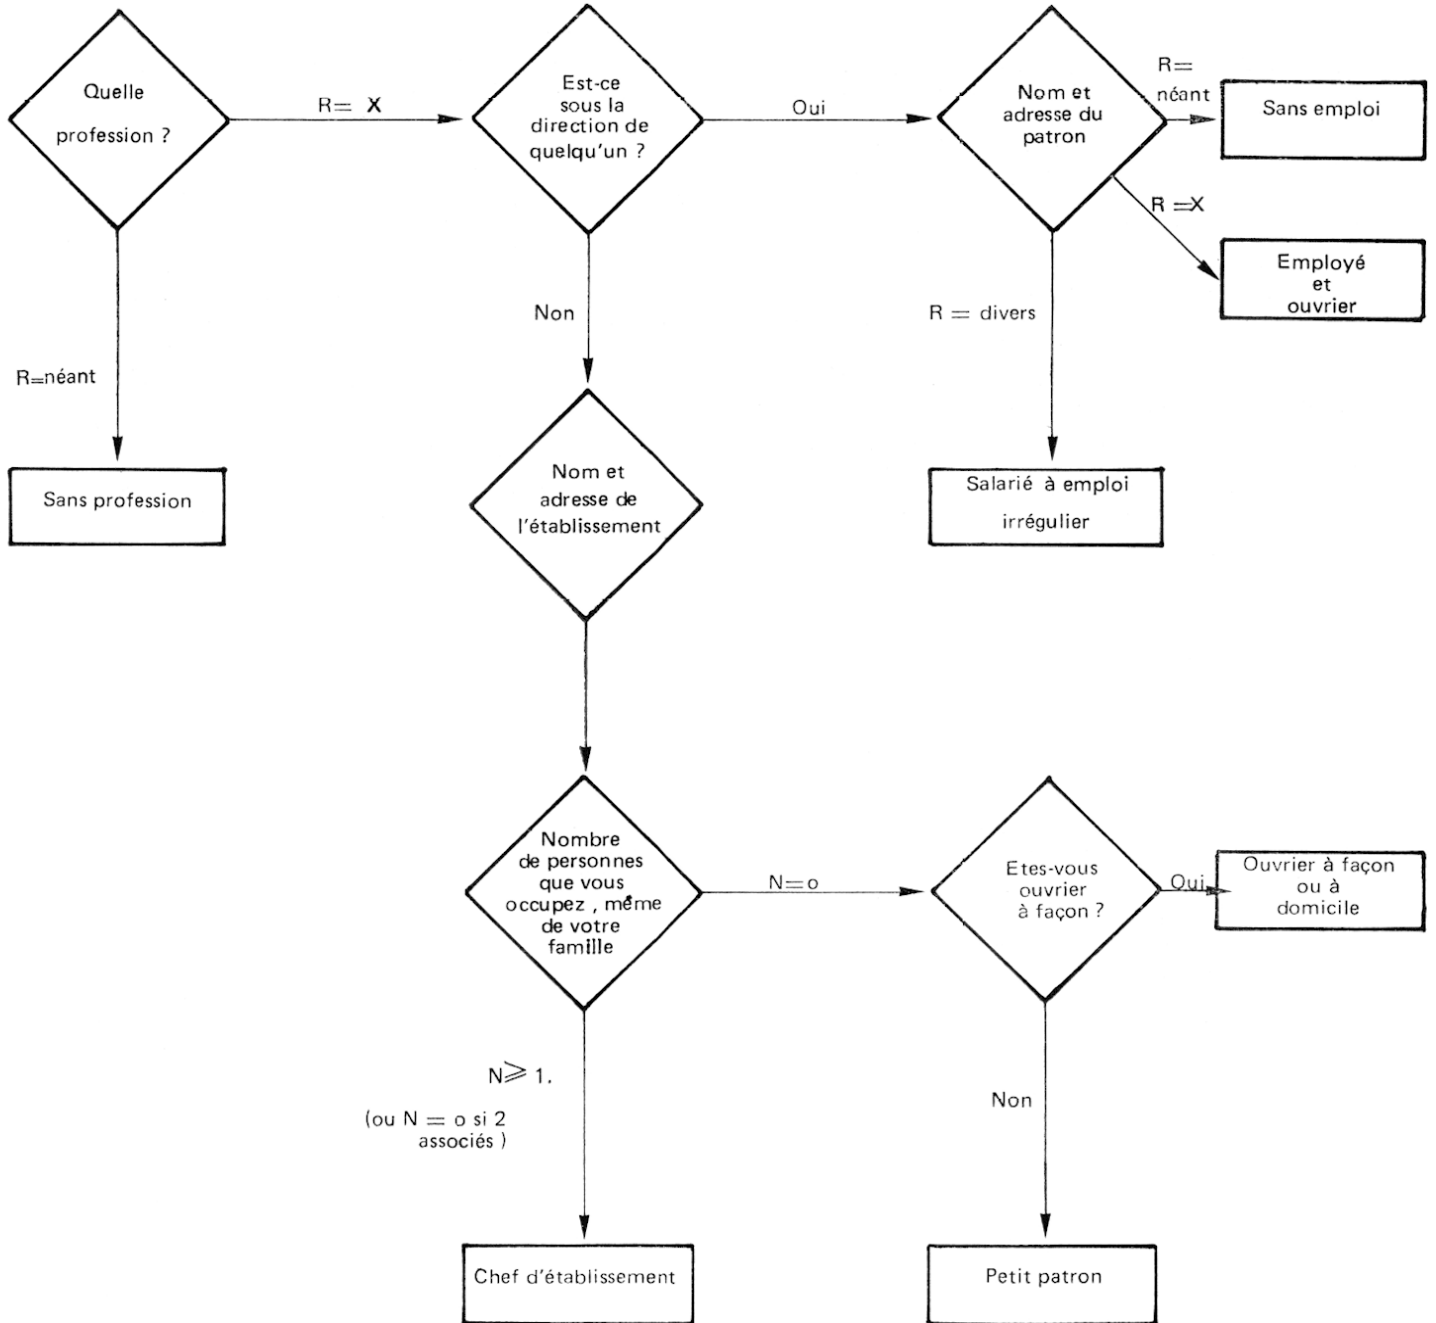 Quelle
profession ?
R= X
Est-ce
sous la
direction de
quelqu'un ?
Oui
Nom et
adresse du
patron
R=
néant
Sans emploi
R =X
Employé
et
ouvrier
R = divers
Salarié à emploi
irrégulier
R=néant
Sans profession
Non
Nom et
adresse de
l'établissement
Nombre
de personnes
que vous
occupez , même
de votre
famille
N=o
Etes-vous
ouvrier
à façon ?
Oui
Ouvrier à façon
ou à
domicile
N⩾ 1.
(ou N = o si 2
associés )
Non
Chef d'établissement
Petit patron